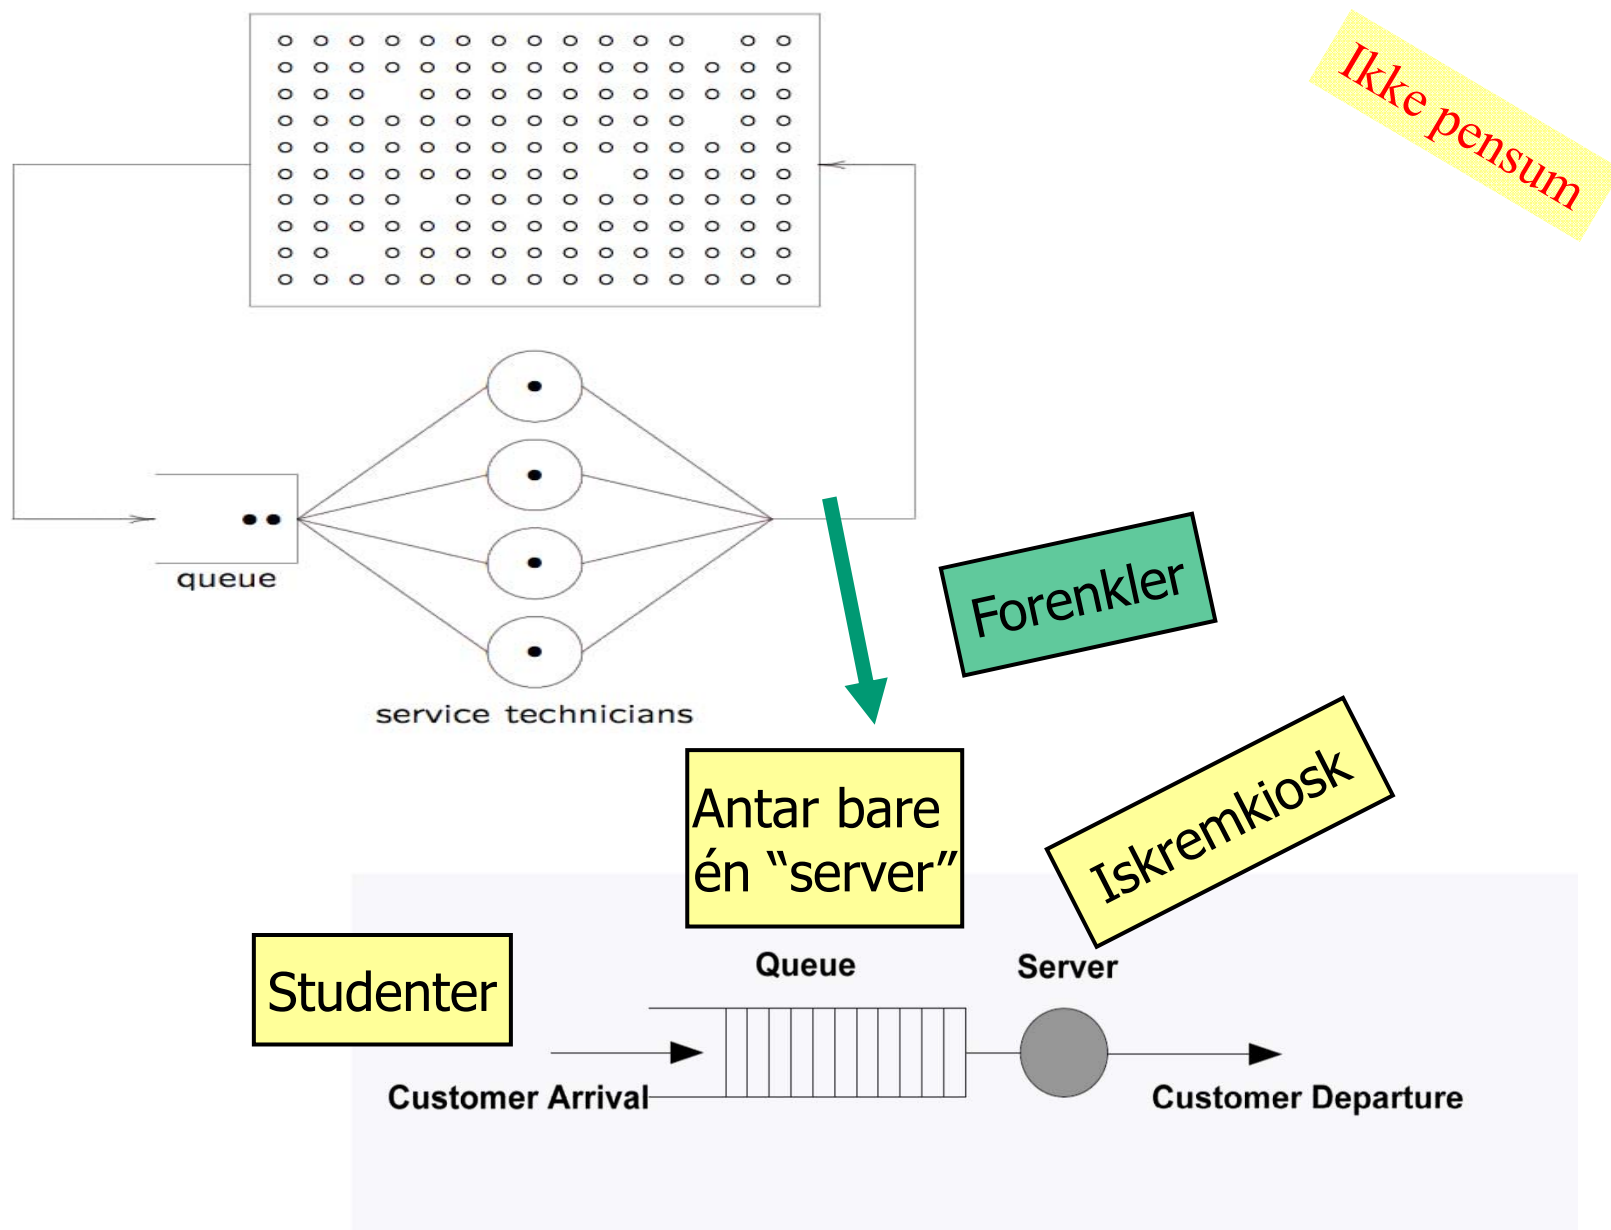 Ikke pensum
queue
service technicians
Forenkler
Antar bare
én “server”
Iskremkiosk
Studenter
Queue
Server
Customer Arrival
Customer Departure